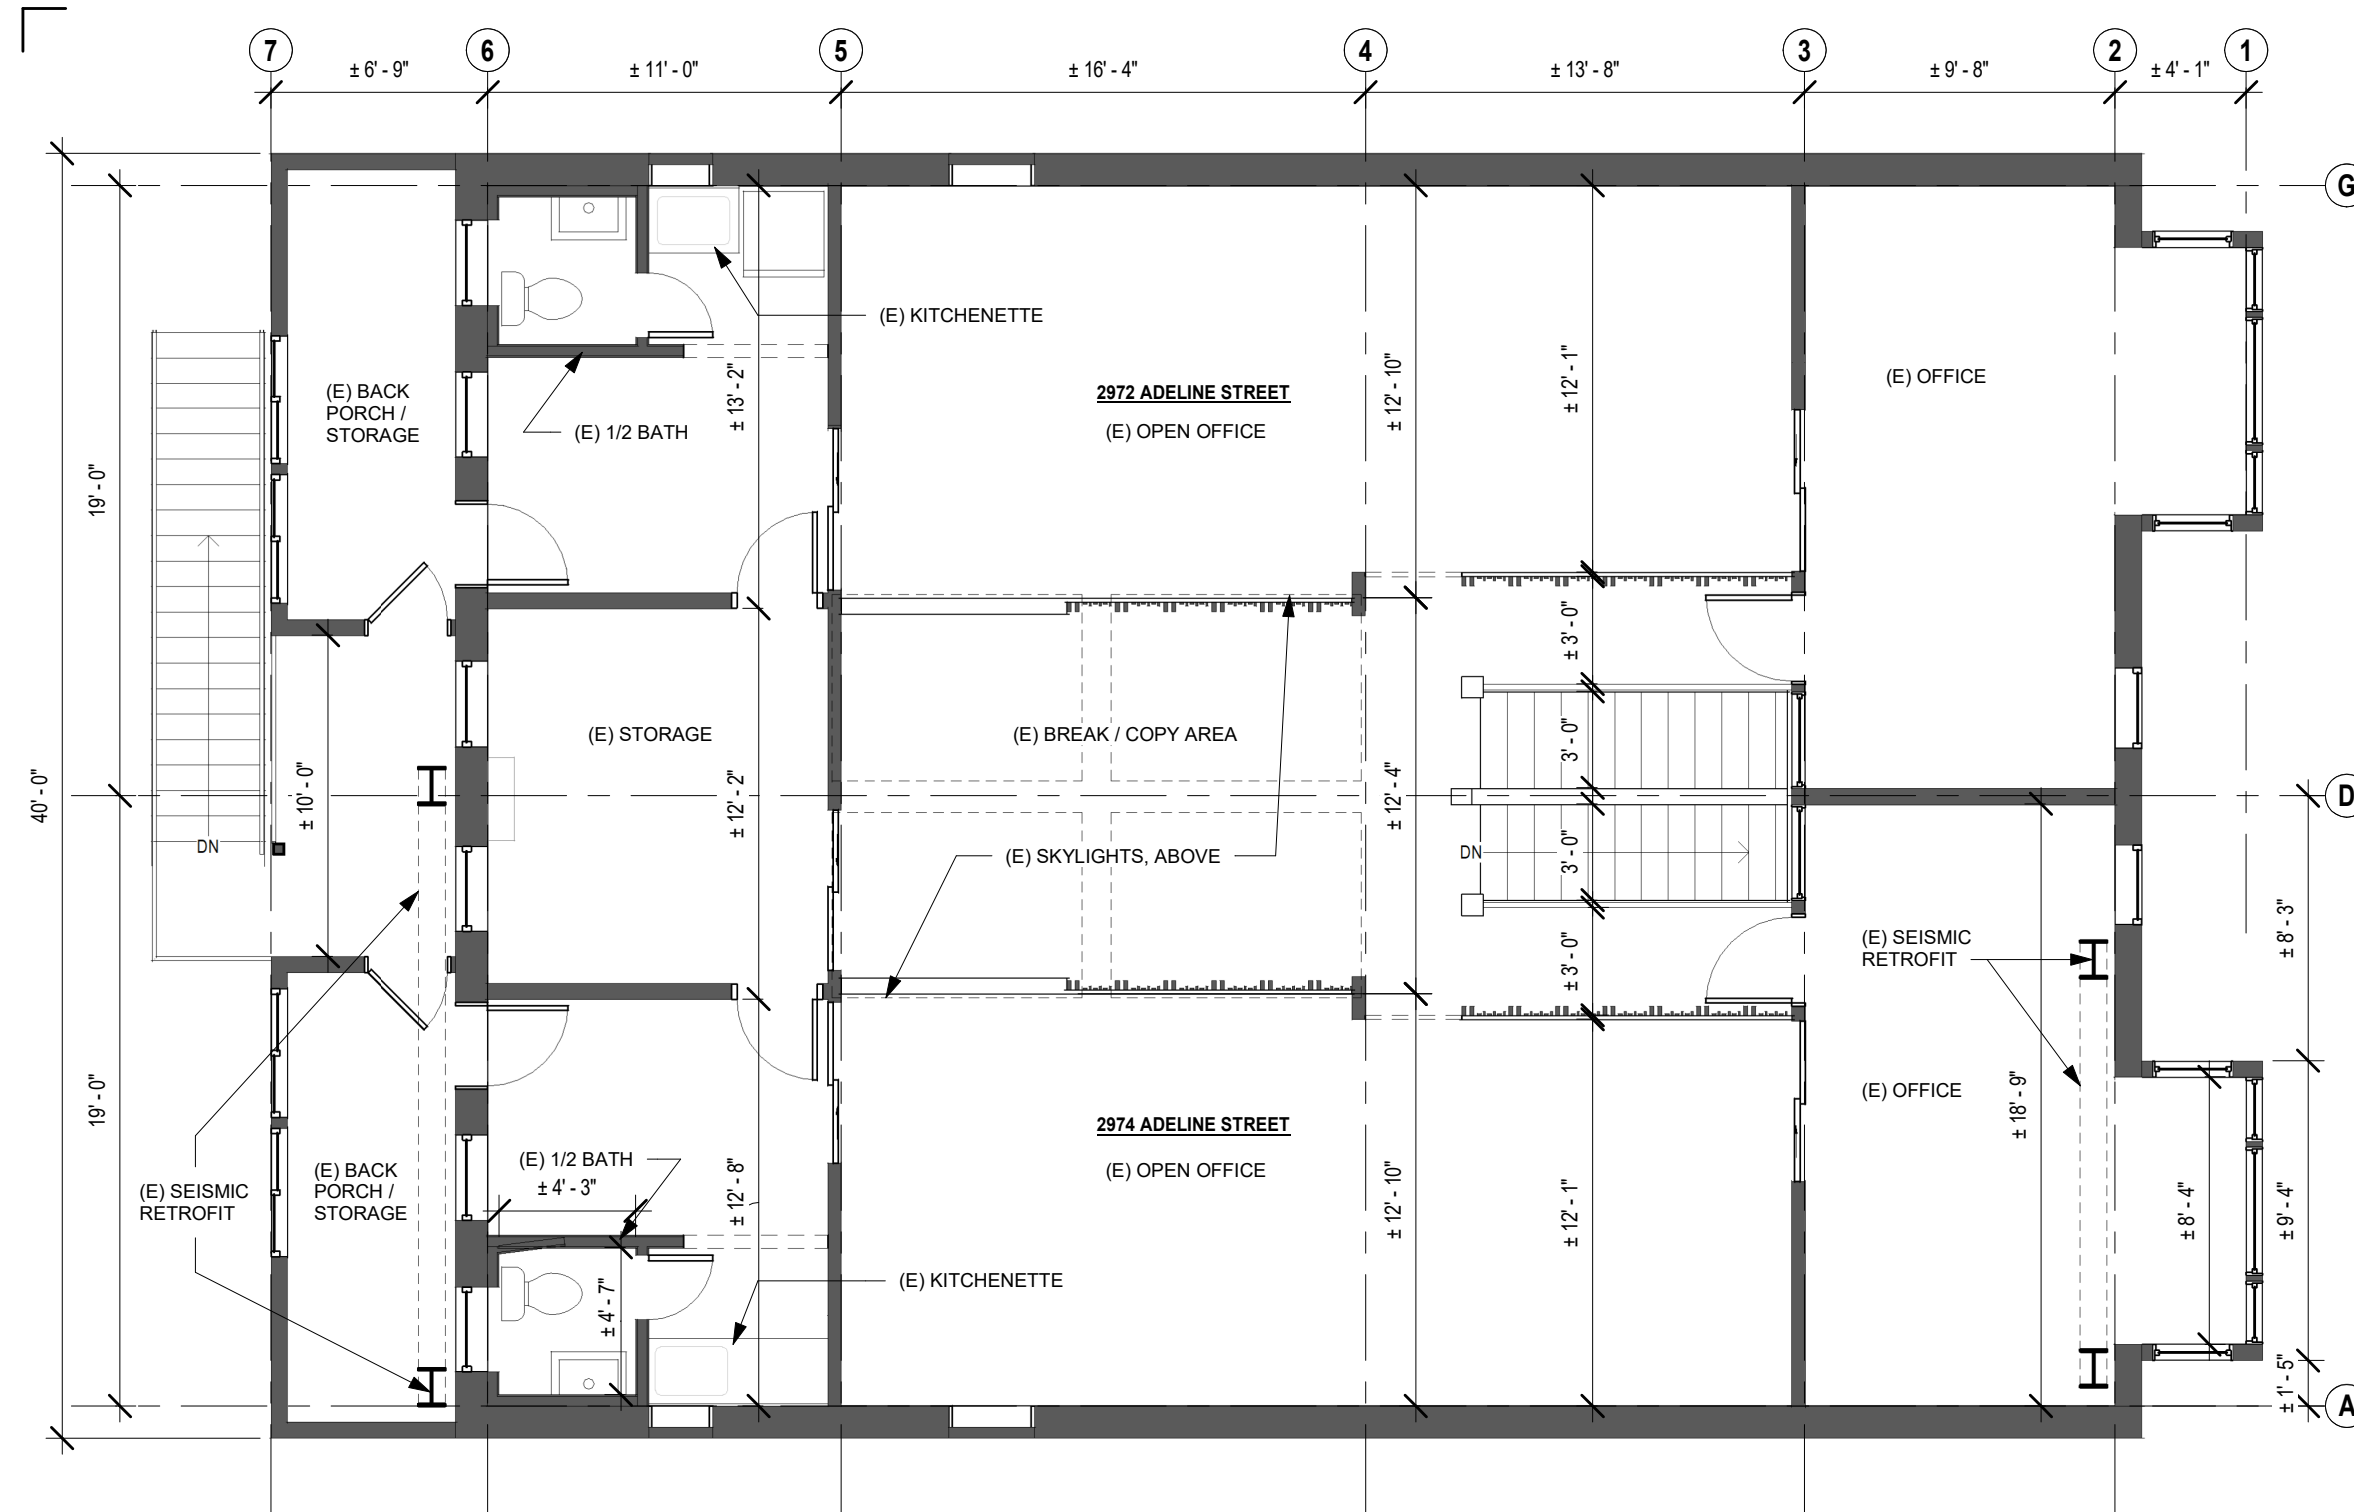 7
6
5
4
3
2
1
± 6' - 9"
± 11' - 0"
± 16' - 4"
± 13' - 8"
± 9' - 8"
± 4' - 1"
G
(E) KITCHENETTE
(E) BACK
PORCH /
STORAGE
(E) 1/2 BATH
± 13' - 2"
2972 ADELINE STREET
(E) OPEN OFFICE
± 12' - 10"
± 12' - 1"
(E) OFFICE
19' - 0"
± 3' - 0"
(E) STORAGE
(E) BREAK / COPY AREA
3' - 0"
40' - 0"
± 10' - 0"
± 12' - 2"
± 12' - 4"
D
DN
(E) SKYLIGHTS, ABOVE
DN
3' - 0"
(E) SEISMIC
RETROFIT
± 3' - 0"
± 8' - 3"
19' - 0"
(E) OFFICE
± 18' - 9"
2974 ADELINE STREET
(E) OPEN OFFICE
(E) 1/2 BATH
± 4' - 3"
± 12' - 8"
± 12' - 10"
± 12' - 1"
± 8' - 4"
± 9' - 4"
(E) SEISMIC
RETROFIT
(E) BACK
PORCH /
STORAGE
(E) KITCHENETTE
± 4' - 7"
± 1' - 5"
A